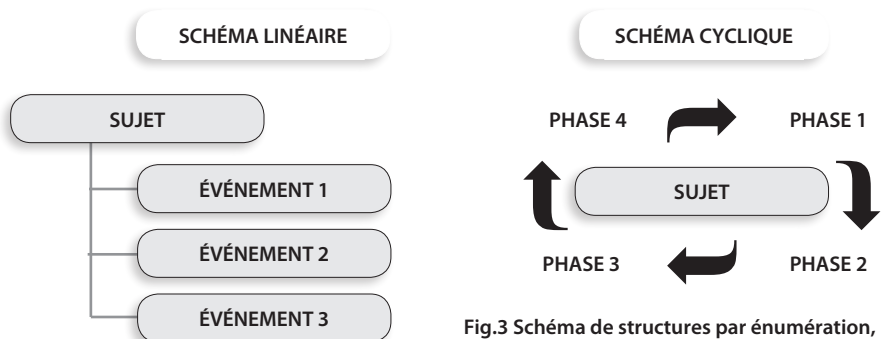 SCHÉMA LINÉAIRE
SUJET
ÉVÉNEMENT 1
ÉVÉNEMENT 2
ÉVÉNEMENT 3
SCHÉMA CYCLIQUE
PHASE 4
PHASE 1
SUJET
PHASE 3
PHASE 2
Fig.3 Schéma de structures par énumération,